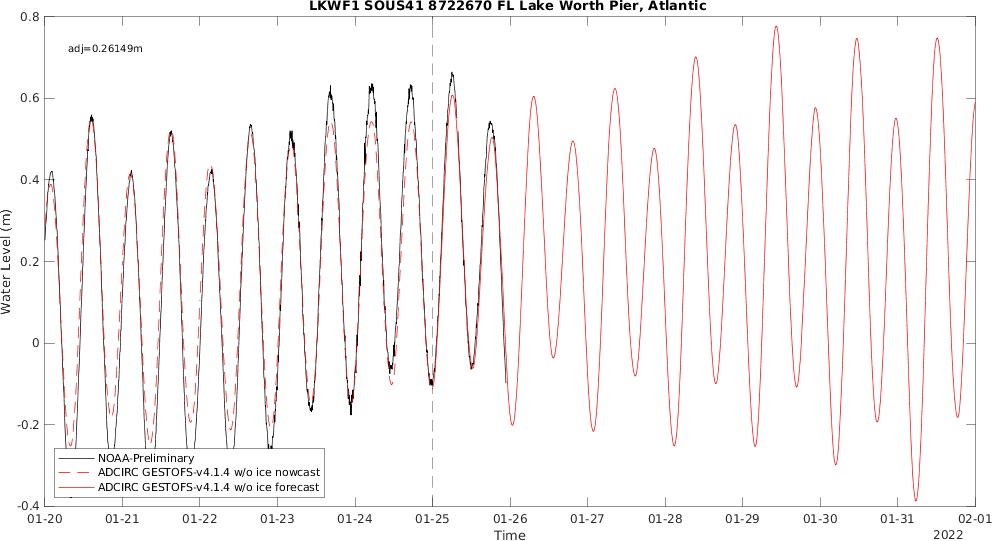 LKWF1 SOUS41 8722670 FL Lake Worth Pier, Atlantic
adj=0.26149m
0.8
0.6
0.4
0.2
0
-0.2
-0.4
Water Level (m)
NOAA-Preliminary
ADCIRC GESTOFS-v4.1.4 w/o ice nowcast
ADCIRC GESTOFS-v4.1.4 w/o ice forecast
01-20 01-21 01-22 01-23 01-24 01-25 01-26 01-27 01-28 01-29 01-30 01-31 02-01
Time
2022